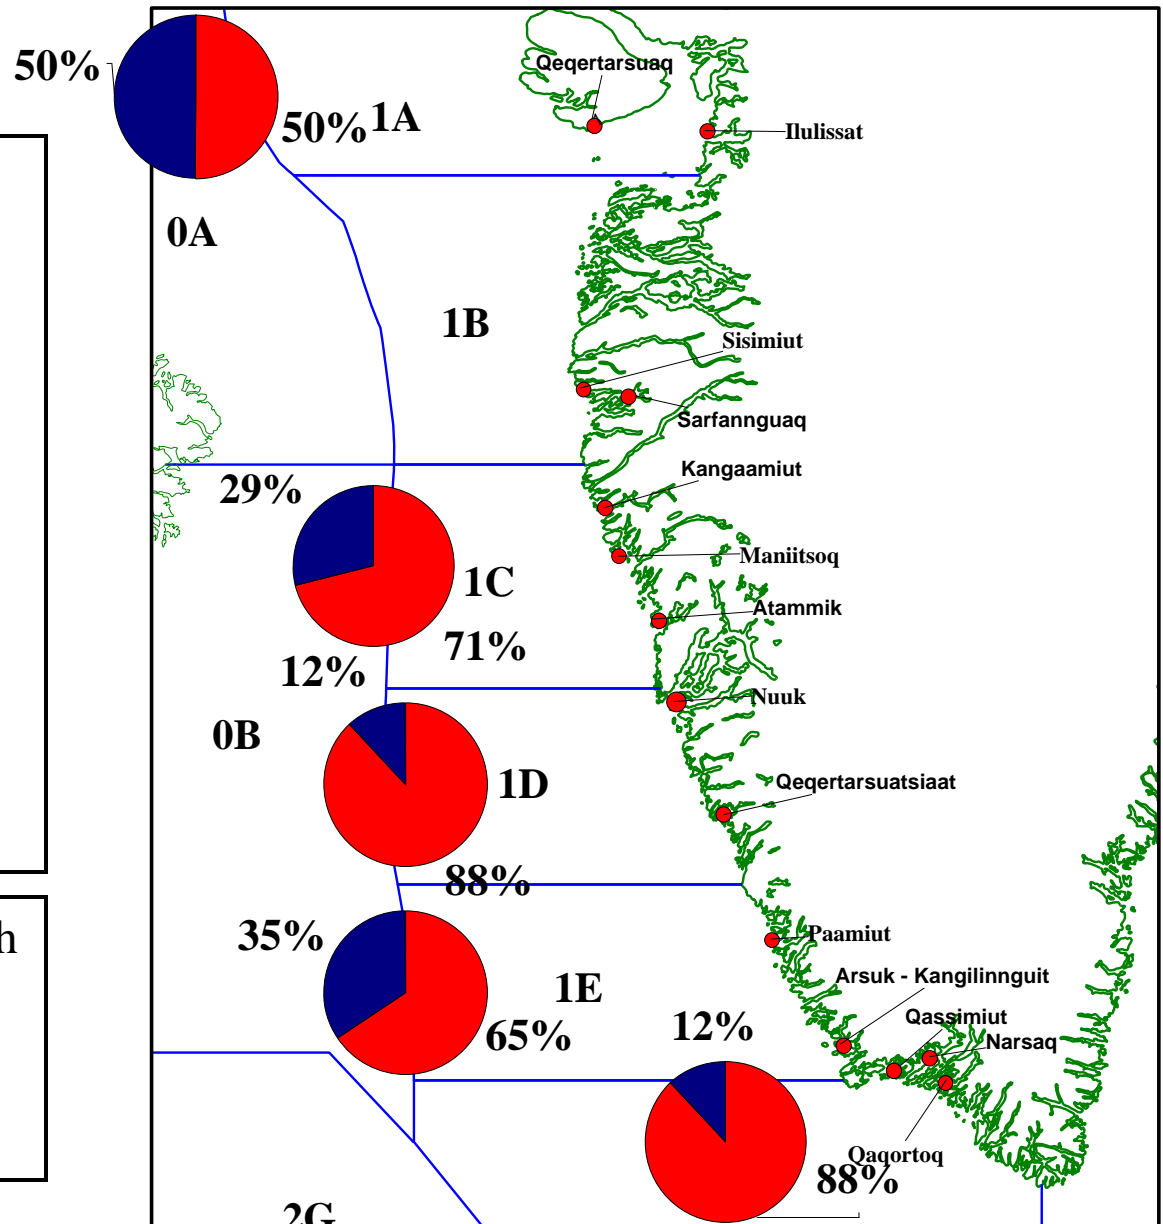 50%
Qeqertarsuaq
50%
1A
Ilulissat
0A
1B
Sisimiut
Sarfannguaq
Kangaamiut
29%
Maniitsoq
1C
Atammik
71%
12%
Nuuk
0B
1D
Qeqertarsuatsiaat
88%
h
35%
Paamiut
Arsuk - Kangilinnguit
1E
Qassimiut
12%
65%
Narsaq
Qaqortoq
88%
2G